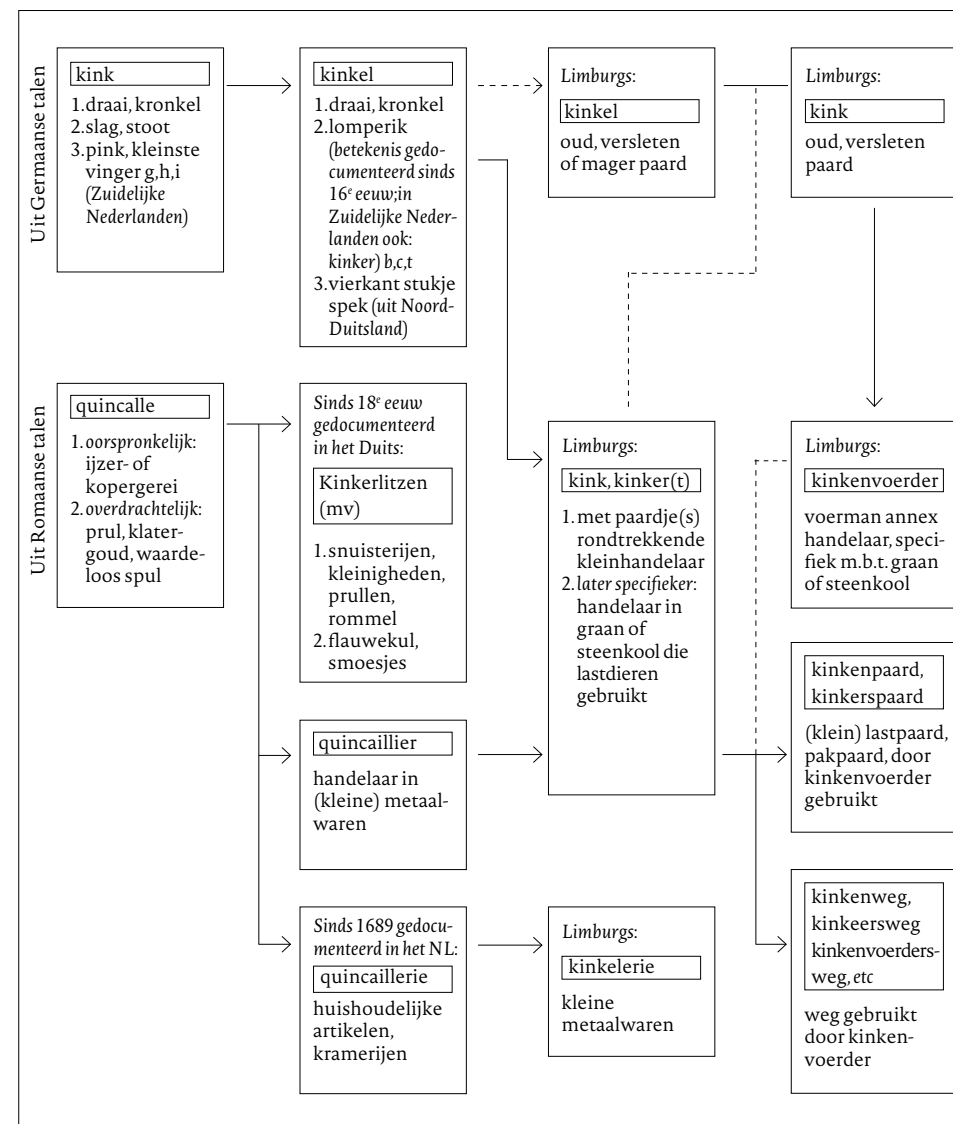 Uit Germaanse talen
kink
1. draai, kronkel
2. slag, stoot
3. pink, kleinste
vinger g,h,i
(Zuidelijke
Nederlanden)
kinkel
1. draai, kronkel
2. lomperik
(betekenis gedo-
cumenteerd sinds
16e eeuw; in
Zuidelijke Neder-
landen ook:
kinker) b,c,t
3. vierkant stukje
spek (uit Noord-
Duitsland)
Limburgs:
kinkel
oud, versleten
of mager paard
Limburgs:
kink
oud, versleten
paard
Uit Romaanse talen
quincalle
1. oorspronkelijk:
ijzer- of
kopergerei
2. overdrachtelijk:
prul, klater-
goud, waarde-
loos spul
Sinds 18e eeuw
gedocumenteerd
in het Duits:
Kinkerlitzen
(mv)
1. snuisterijen,
kleinigheden,
prullen,
rommel
2. flauwekul,
smoesjes
quincaillier
handelaar in
(kleine) metaal-
waren
Sinds 1689 gedocu-
menteerd in het NL:
quincaillerie
huishoudelijke
artikelen,
kramerijen
Limburgs:
kink, kinker(t)
1. met paardje(s)
rondtrekkende
kleinhandelaar
2. later specifieker:
handelaar in
graan of
steenkool die
lastdieren
gebruikt
Limburgs:
kinkelerie
kleine
metaalwaren
Limburgs:
kinkenvoerder
voerman annex
handelaar, speci-
fiek m.b.t. graan
of steenkool
kinkenpaard,
kinkerspaard
(klein) lastpaard,
pakpaard, door
kinkenvoerder
gebruikt
kinkenweg,
kinkeersweg
kinkenvoerders-
weg, etc
weg gebruikt
door kinken-
voerder